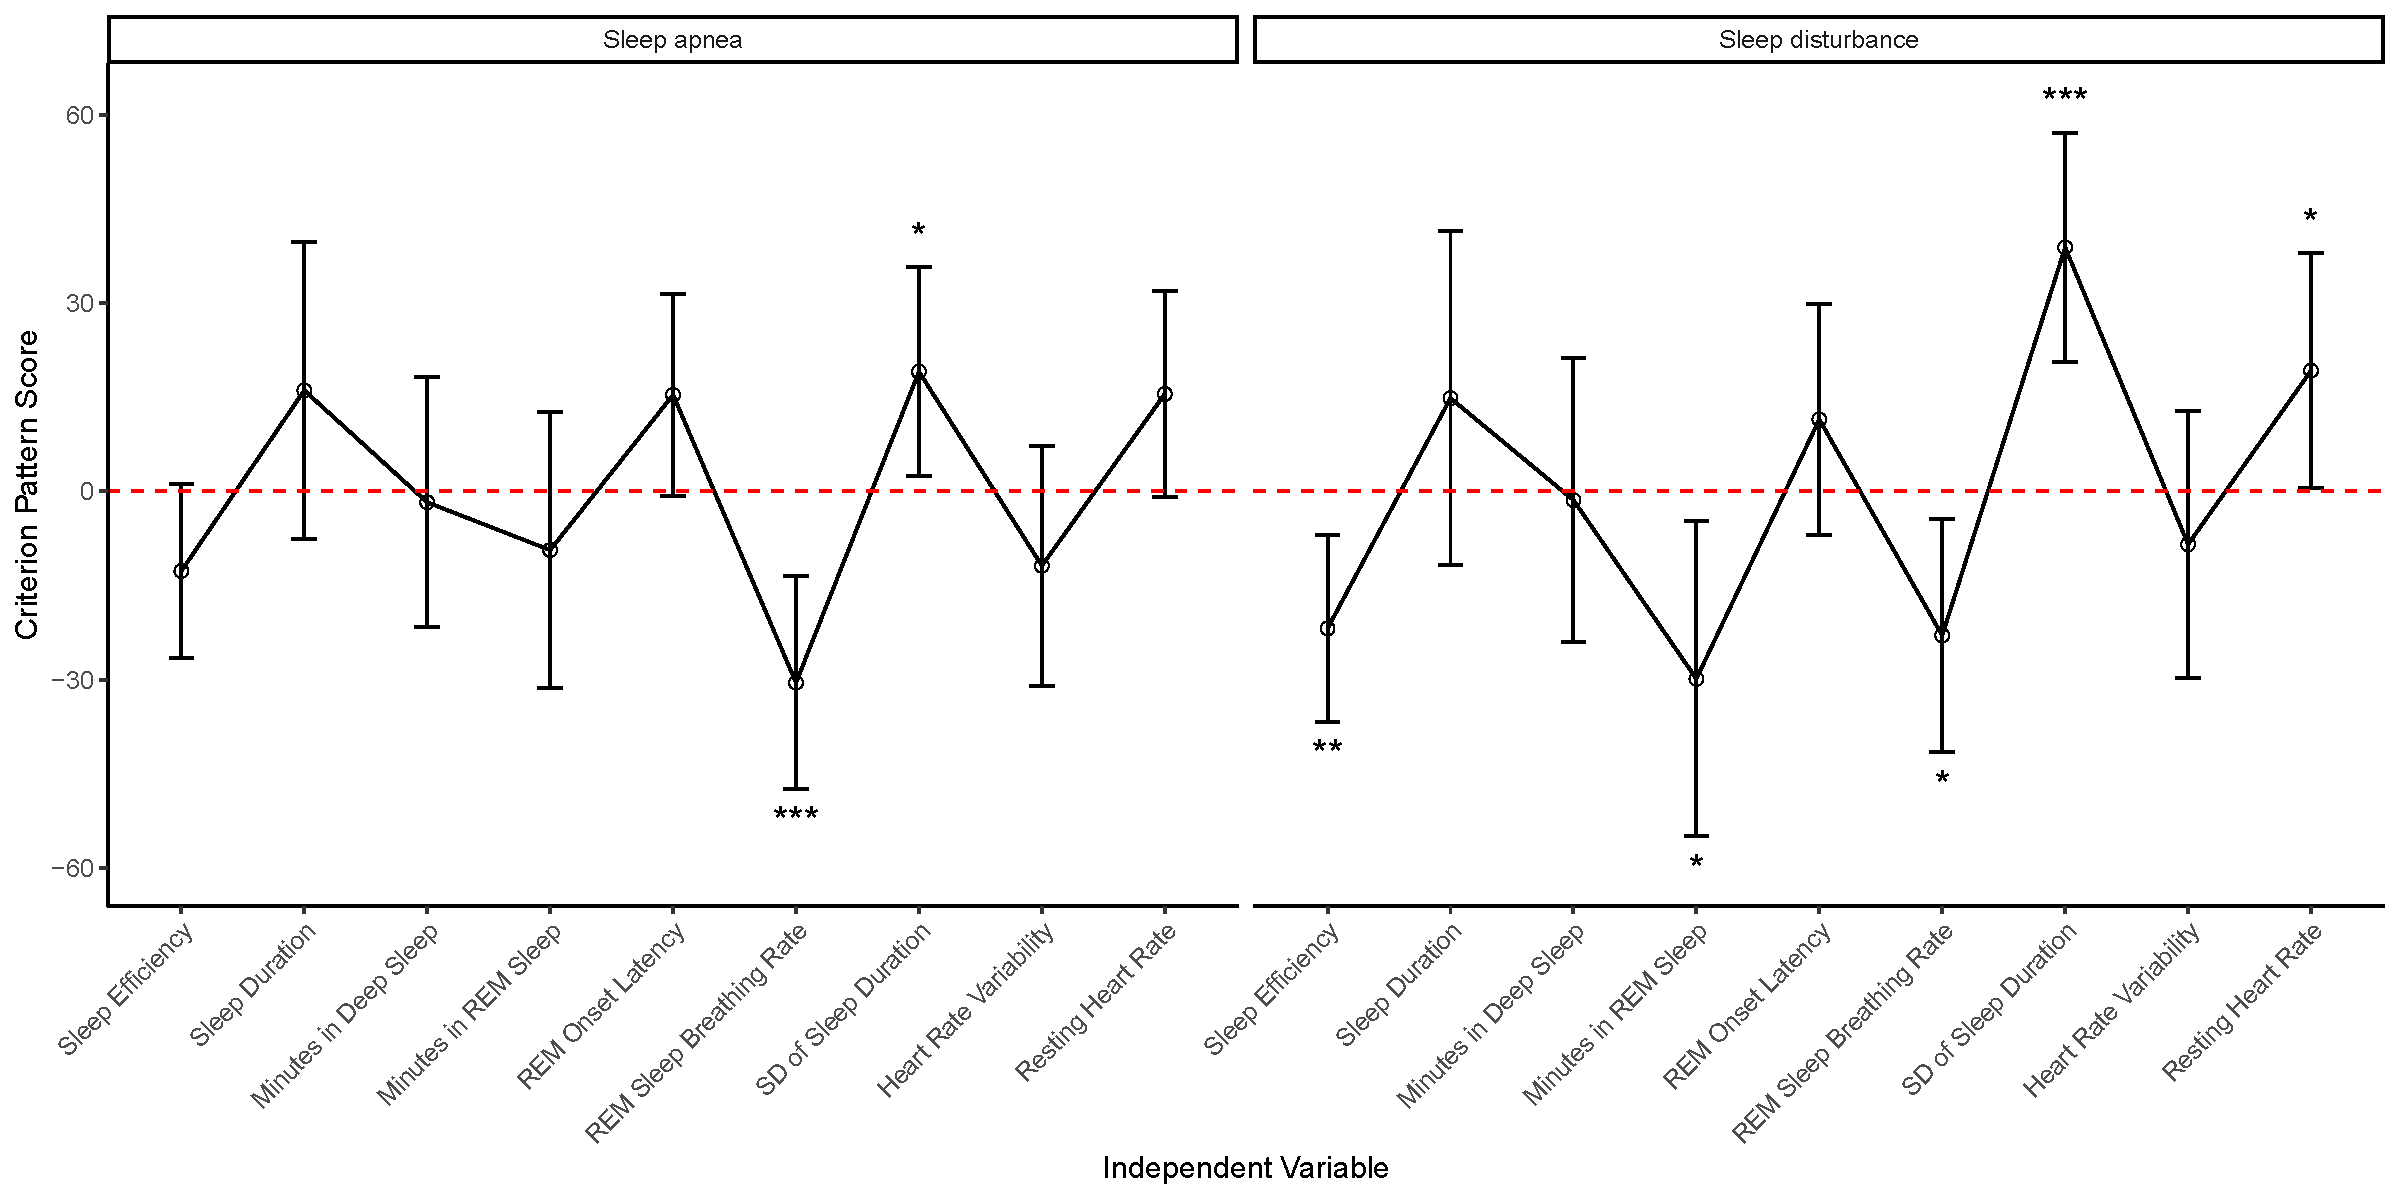 Sleep apnea
Sleep disturbance
Criterion Pattern Score
60
30
0
−30
−60
***
*
**
*
*
***
*
Sleep Efficiency
Sleep Duration
Minutes in Deep Sleep
Minutes in REM Sleep
REM Onset Latency
REM Sleep Breathing Rate
SD of Sleep Duration
Heart Rate Variability
Resting Heart Rate
Sleep Efficiency
Sleep Duration
Minutes in Deep Sleep
Minutes in REM Sleep
REM Onset Latency
REM Sleep Breathing Rate
SD of Sleep Duration
Heart Rate Variability
Resting Heart Rate
Independent Variable